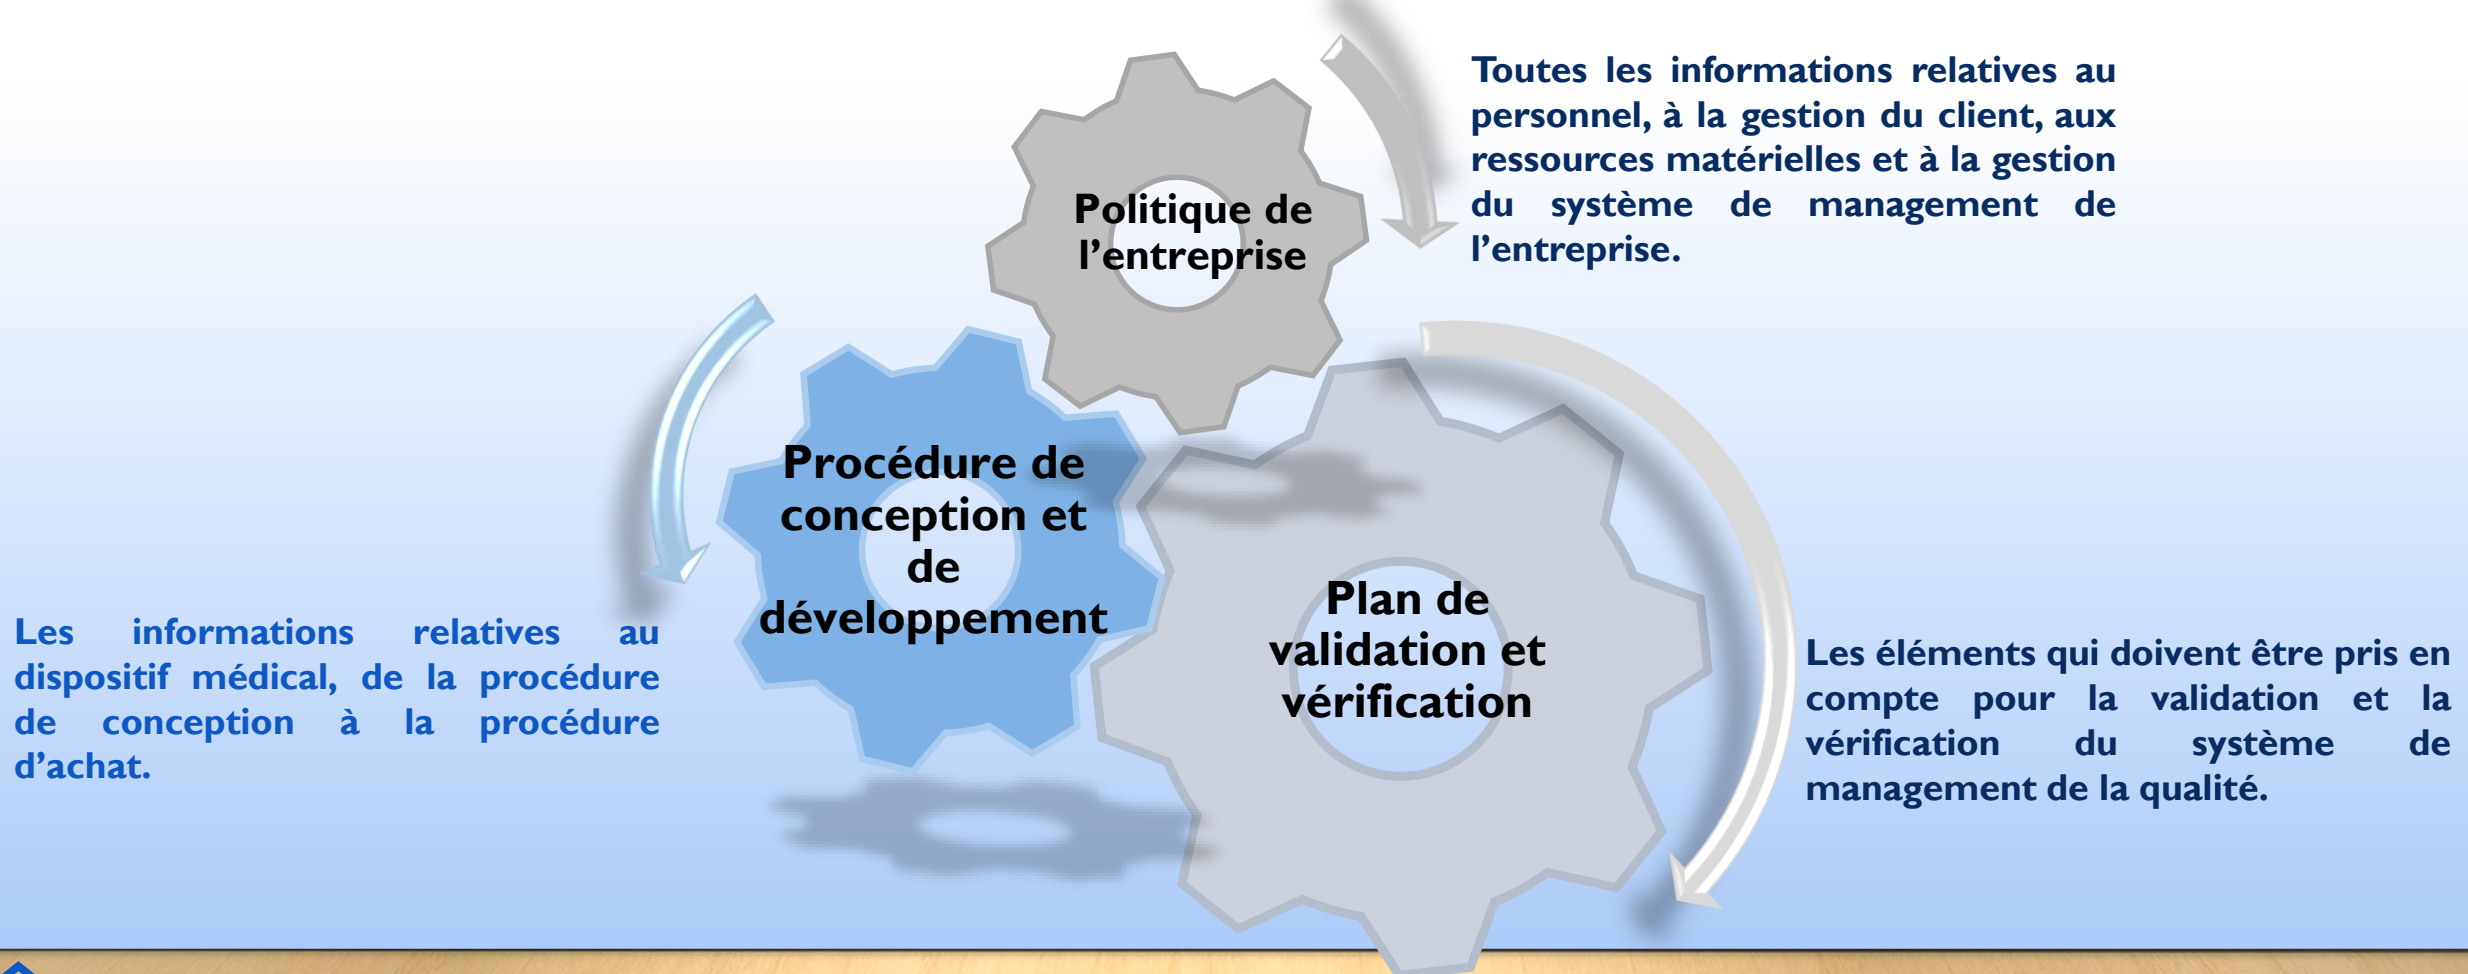 Toutes les informations relatives au
personnel, à la gestion du client, aux
ressources matérielles et à la gestion
du système de management de
l’entreprise.
Politique de
l’entreprise
Procédure de
conception et
de
développement
Plan de
validation et
vérification
Les informations relatives au
dispositif médical, de la procédure
de conception à la procédure
d’achat.
Les éléments qui doivent être pris en
compte pour la validation et la
vérification du système de
management de la qualité.